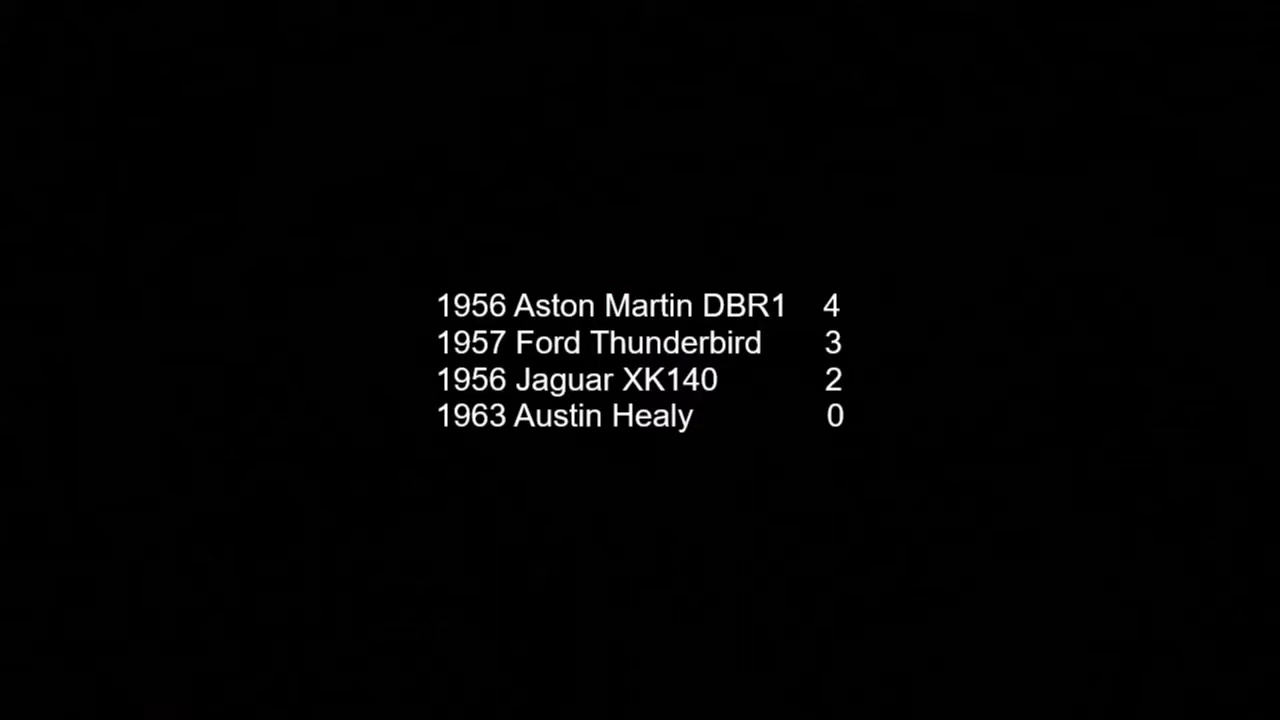 1956 Aston Martin DBR1 4
1957 Ford Thunderbird 3
1956 Jaguar XK140 2
1963 Austin Healy 0